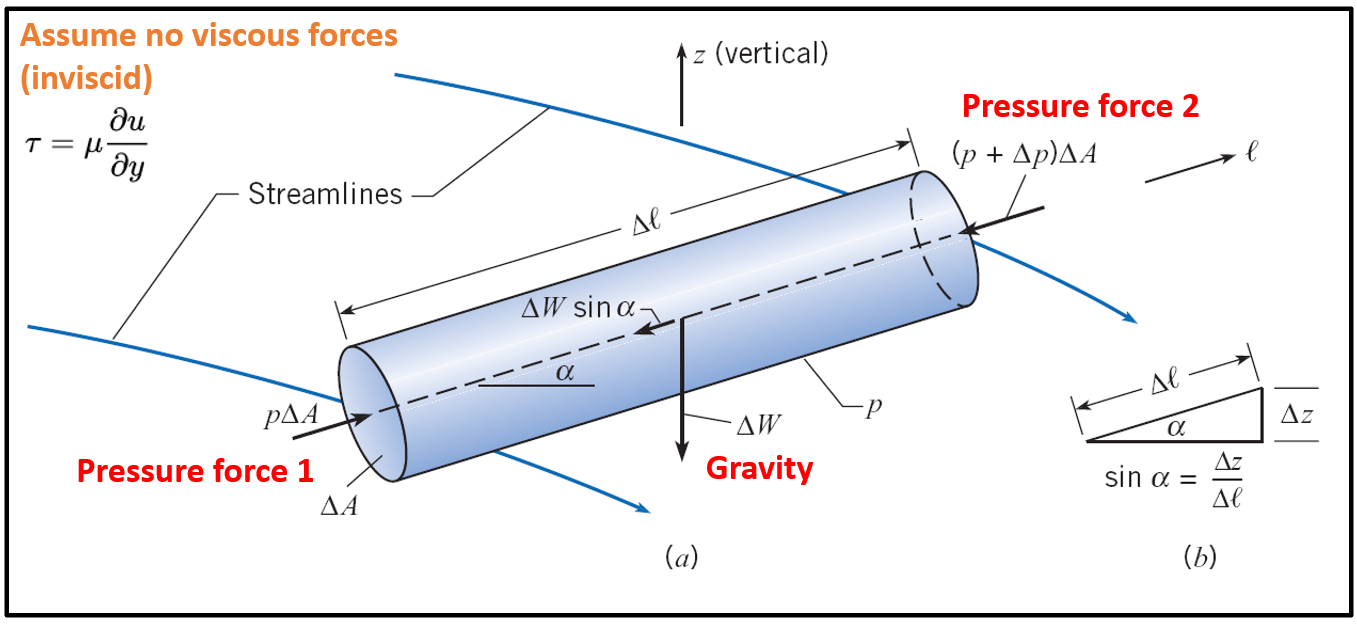 Assume no viscous forces
(inviscid)
τ = μ ∂u/∂y
z (vertical)
Pressure force 2
(p + Δp)ΔA
ℓ
Streamlines
Δℓ
ΔW sin α
α
pΔA
p
ΔW
Pressure force 1
Gravity
ΔA
Δℓ
α
Δz
sin α = Δz/Δℓ
(a)
(b)